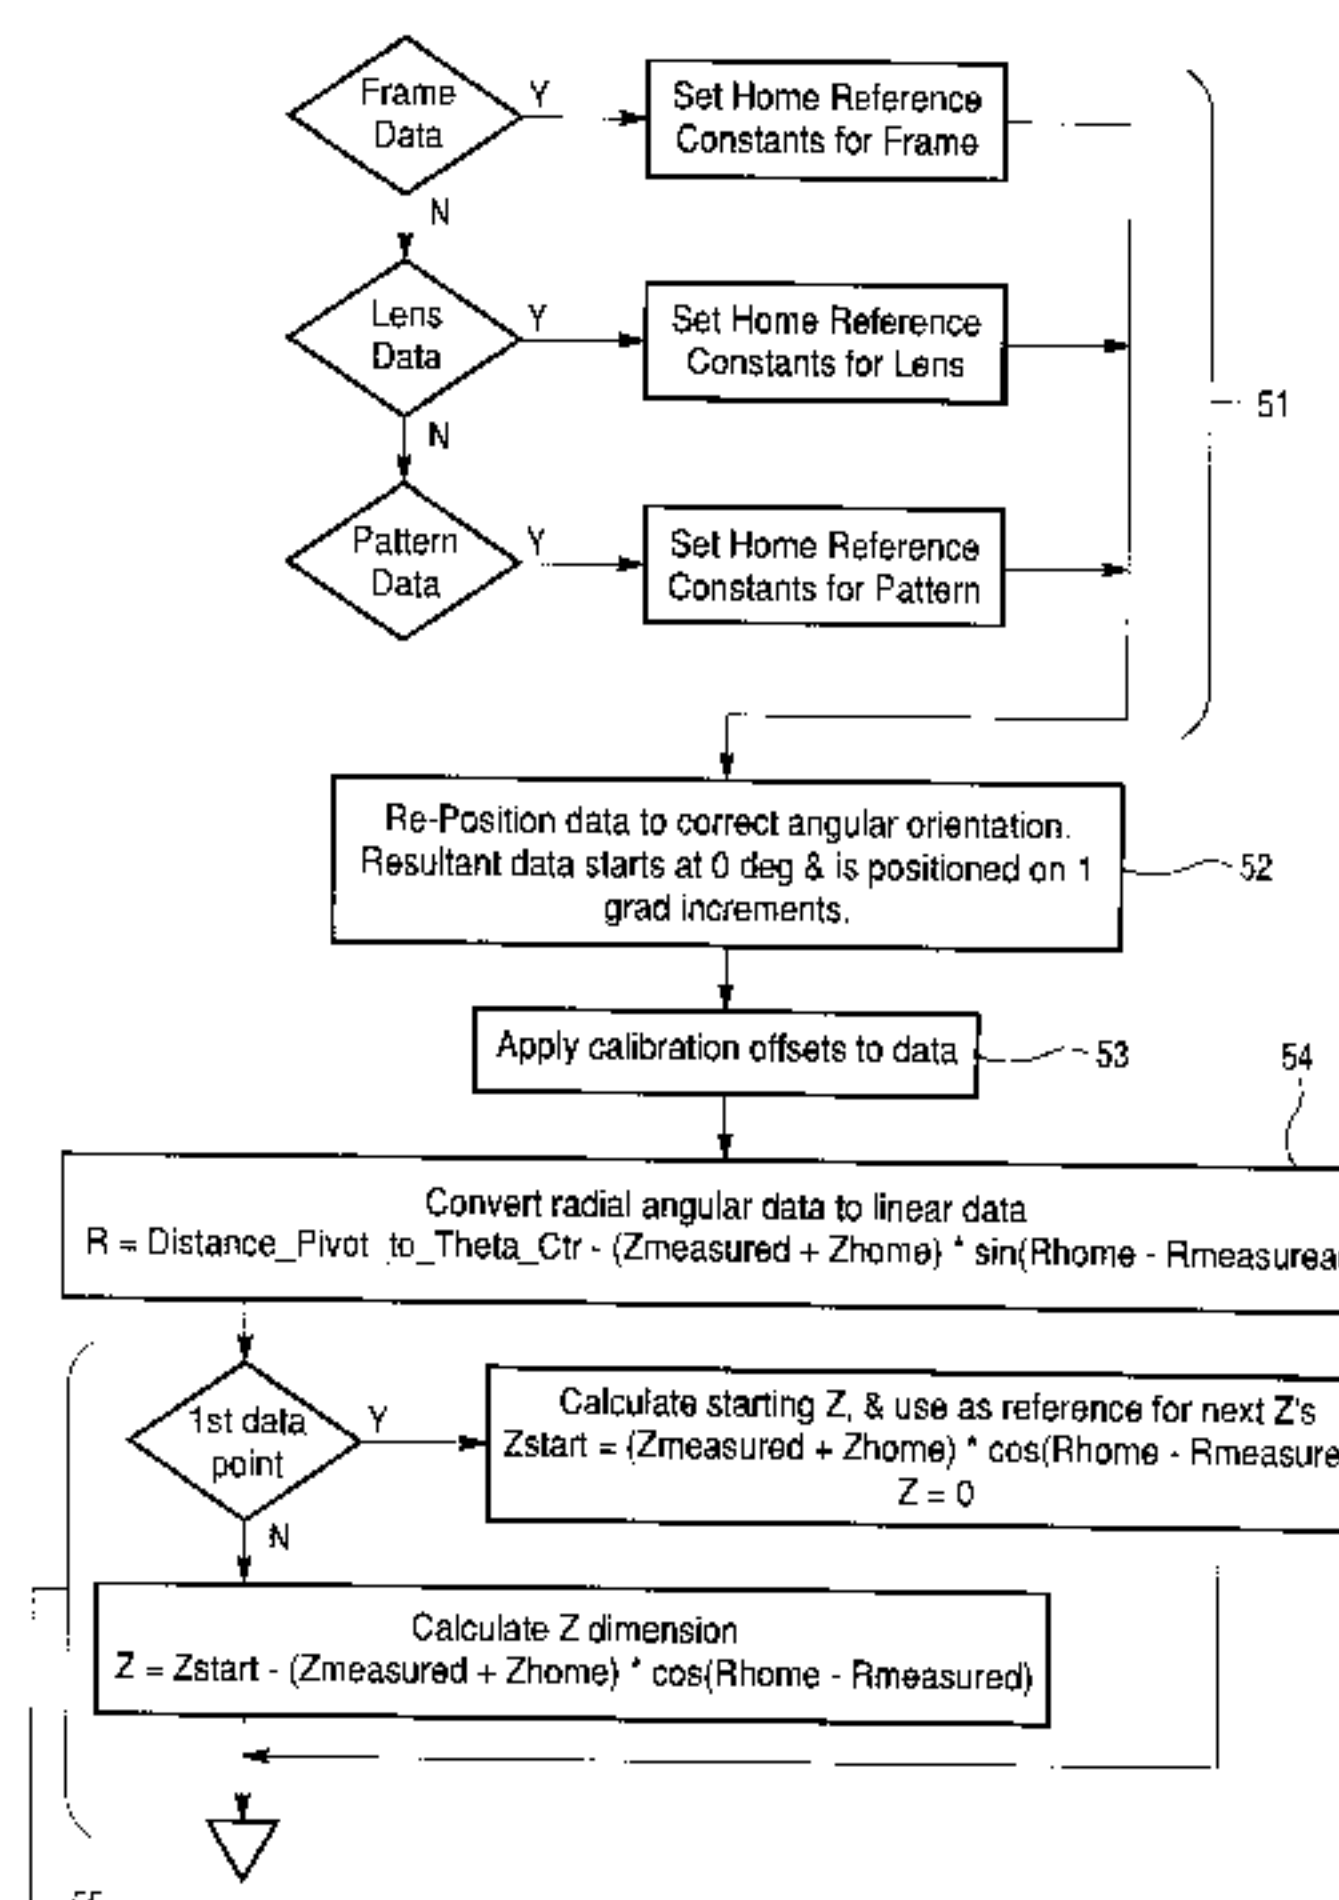 Frame
Data
Y
Set Home Reference
Constants for Frame
N
Lens
Data
Y
Set Home Reference
Constants for Lens
51
N
Pattern
Data
Y
Set Home Reference
Constants for Pattern
Re-Position data to correct angular orientation.
Resultant data starts at 0 deg & is positioned on 1
grad increments.
52
Apply calibration offsets to data
53
54
Convert radial angular data to linear data
R = Distance_Pivot_to_Theta_Ctr - (Zmeasured + Zhome) * sin(Rhome -
1st data
point
Y
Calculate starting Z, & use as reference for next Z's
Zstart = (Zmeasured + Zhome) * cos(Rhome - Rmeasure
Z = 0
N
Calculate Z dimension
Z = Zstart - (Zmeasured + Zhome) * cos(Rhome - Rmeasured)